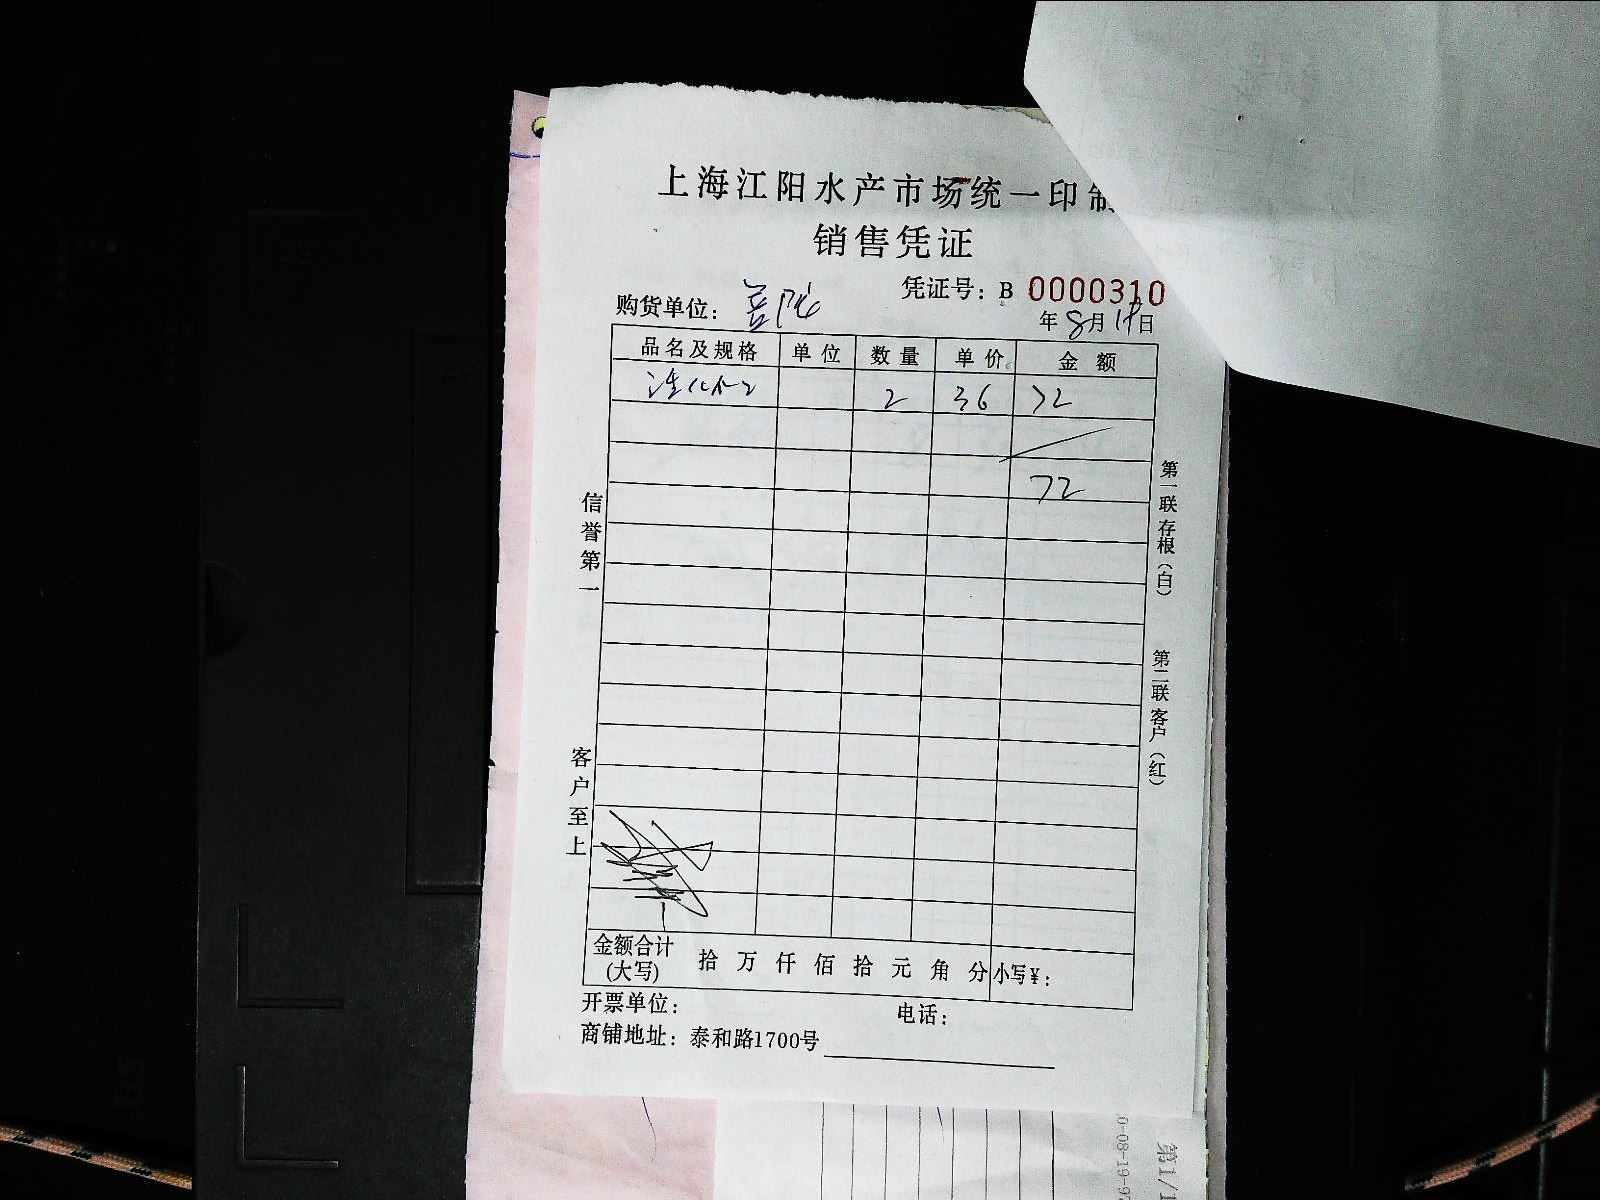 上海江阳水产市场统一印制
销售凭证
凭证号：B 0000310
购货单位：
年 8月 19日
品名及规格 单位 数量 单价 金额
2 36 72
72
信誉第一
客户至上
第一联存根（白）
第二联客户（红）
金额合计(大写) 拾 万 仟 佰 拾 元 角 分 小写¥：
开票单位： 电话：
商铺地址：泰和路1700号